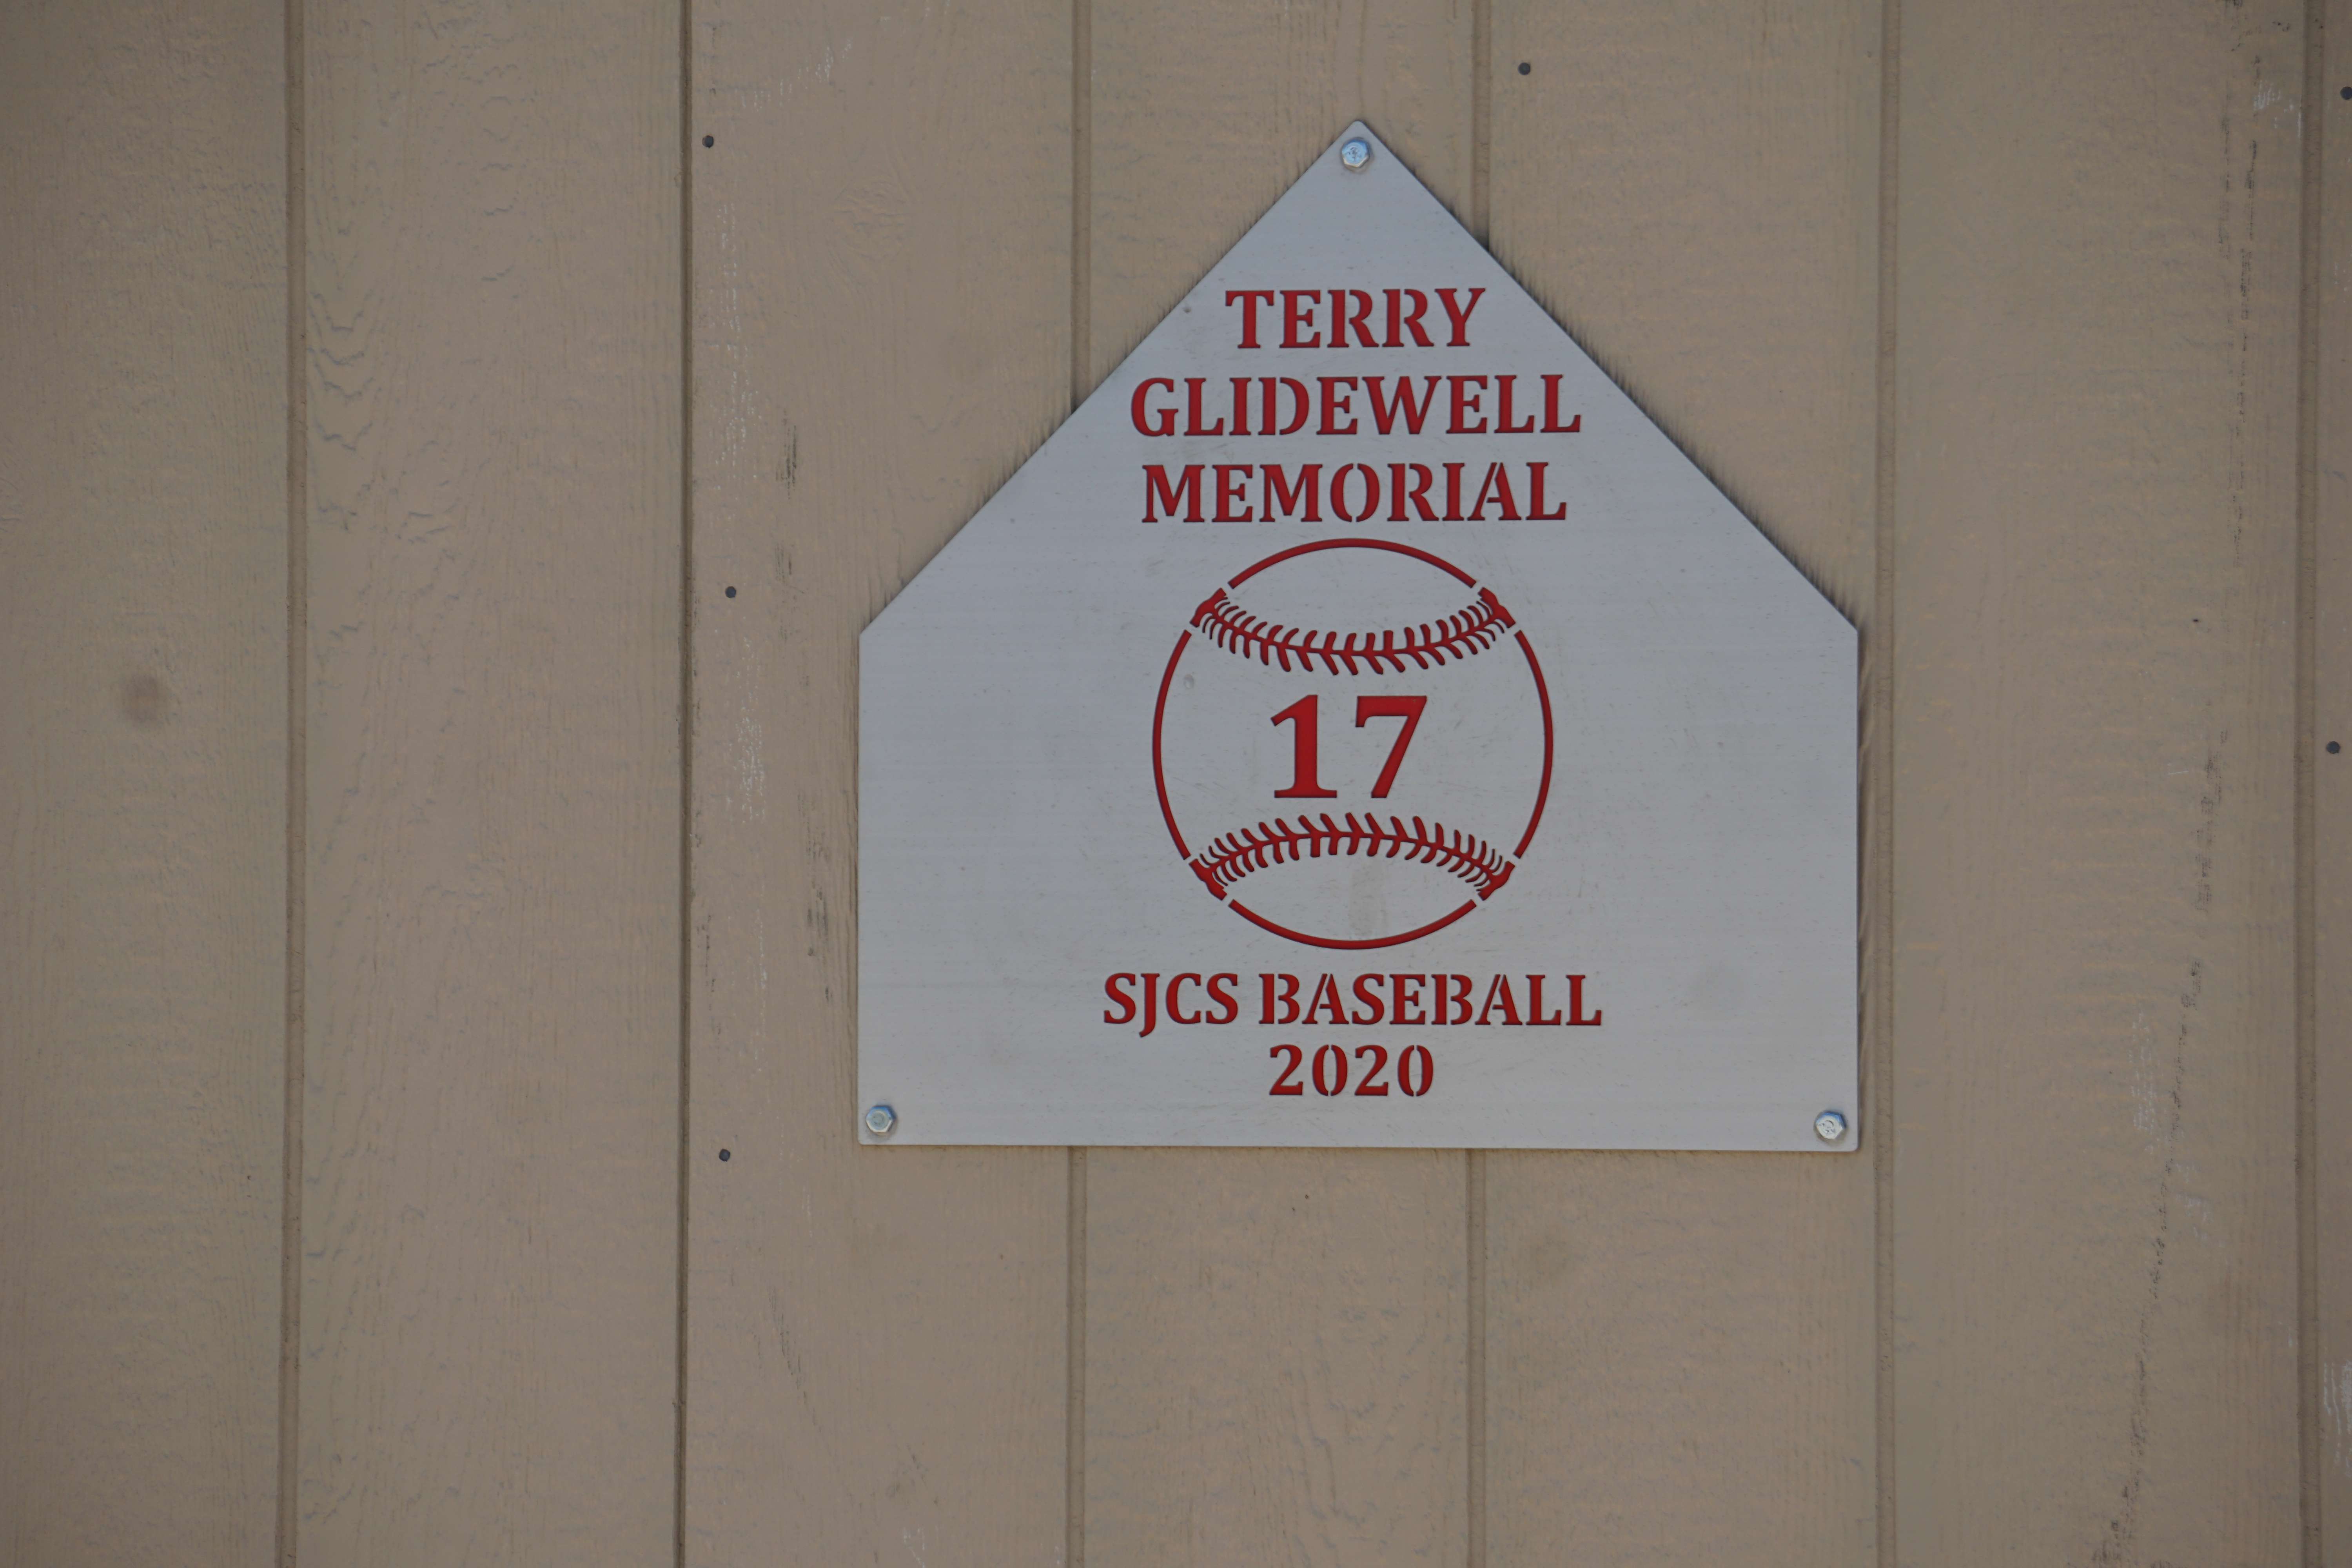 TERRY
GLIDEWELL
MEMORIAL
17
SJCS BASEBALL
2020